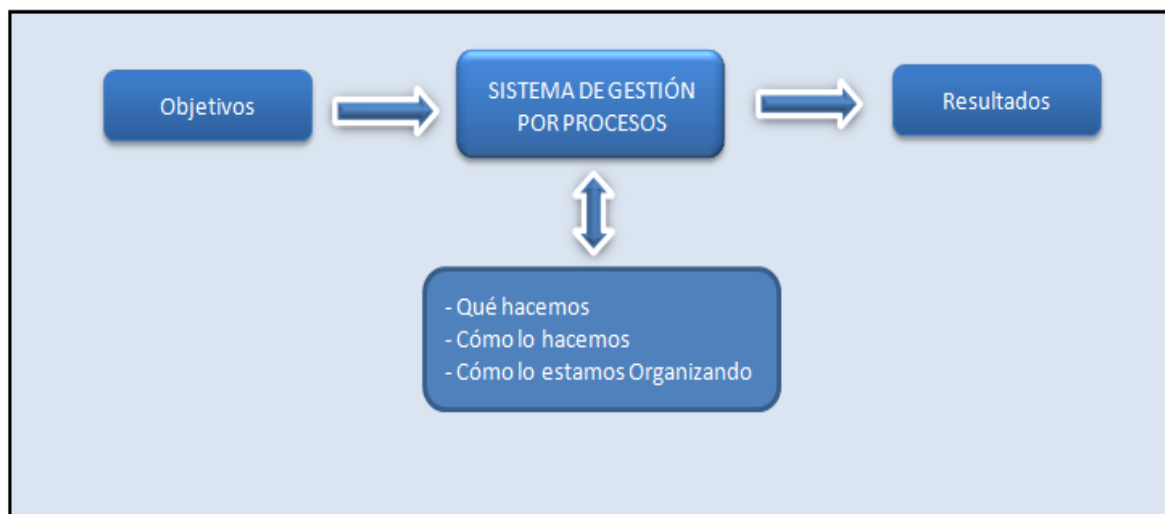 Objetivos
SISTEMA DE GESTIÓN
POR PROCESOS
Resultados
- Qué hacemos
- Cómo lo hacemos
- Cómo lo estamos Organizando